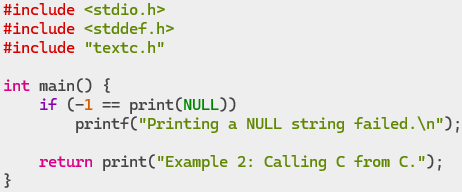 #include <stdio.h>
#include <stddef.h>
#include "textc.h"

int main() {
    if (-1 == print(NULL))
        printf("Printing a NULL string failed.\n");

    return print("Example 2: Calling C from C.");
}